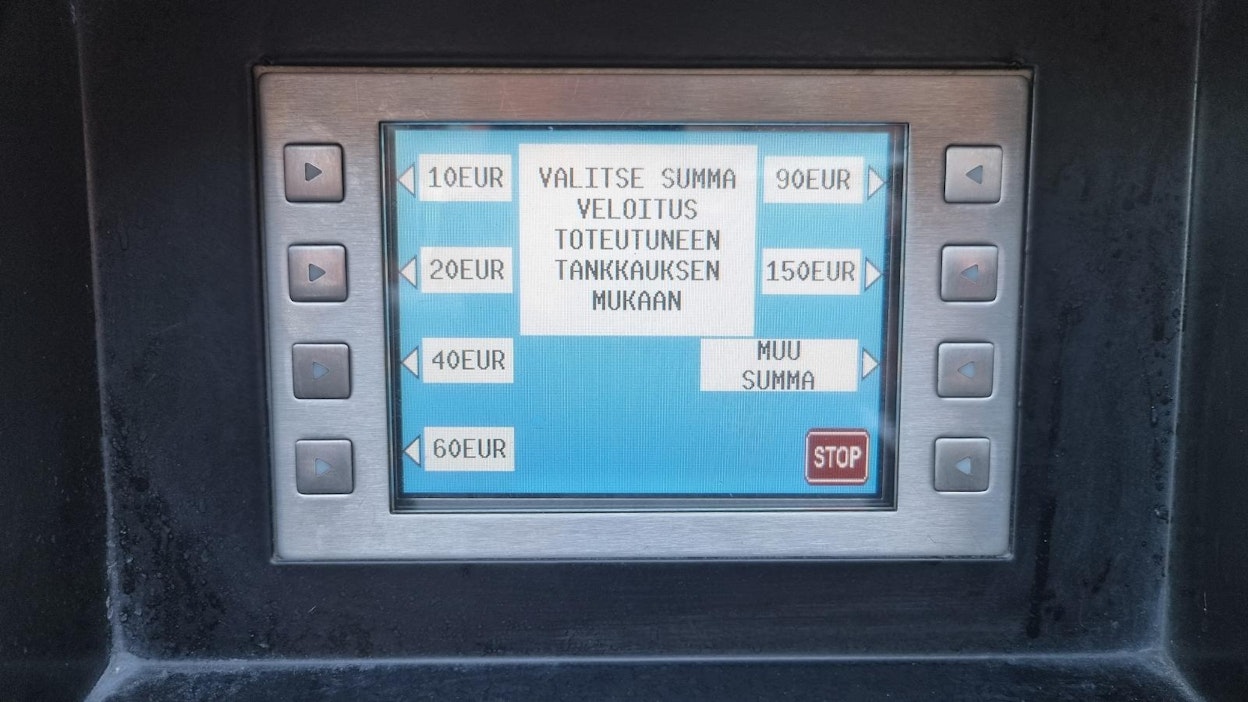 10EUR
20EUR
40EUR
60EUR
VALITSE SUMMA
VELOITUS
TOTEUTUNEEN
TANKKAUKSEN
MUKAAN
90EUR
150EUR
MUU
SUMMA
STOP